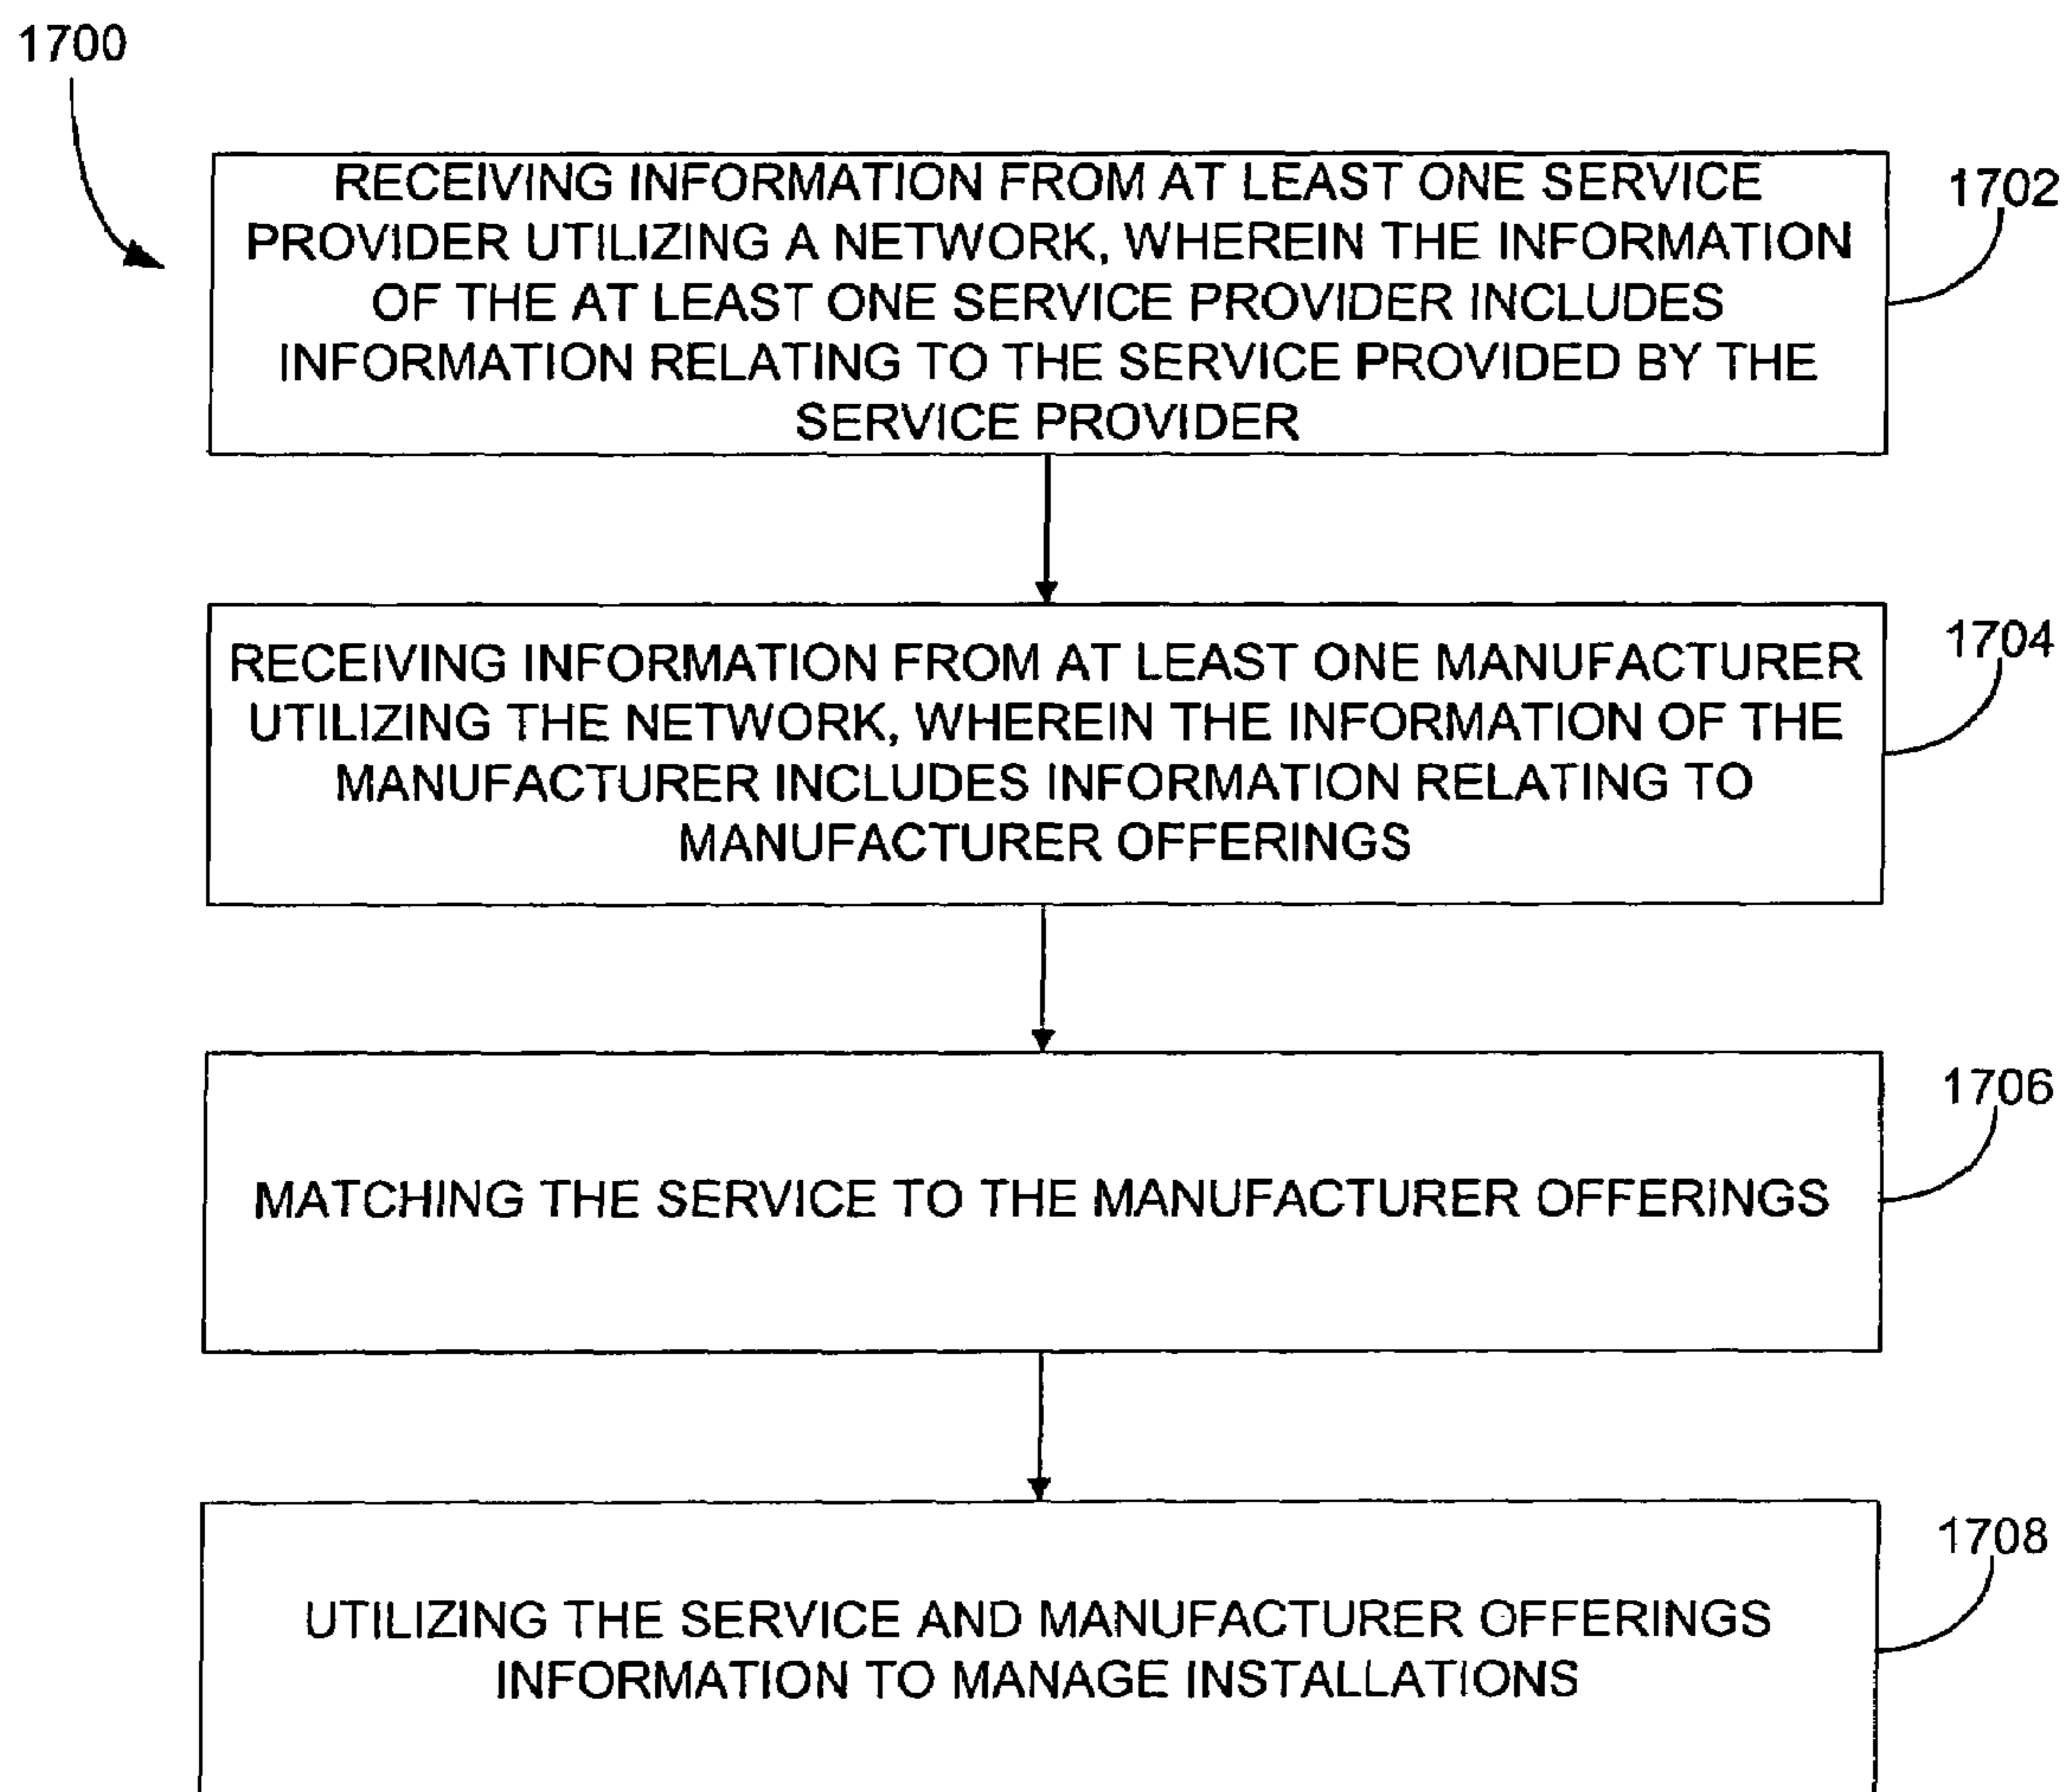 1700
RECEIVING INFORMATION FROM AT LEAST ONE SERVICE
PROVIDER UTILIZING A NETWORK, WHEREIN THE INFORMATION
OF THE AT LEAST ONE SERVICE PROVIDER INCLUDES
INFORMATION RELATING TO THE SERVICE PROVIDED BY THE
SERVICE PROVIDER
1702
RECEIVING INFORMATION FROM AT LEAST ONE MANUFACTURER
UTILIZING THE NETWORK, WHEREIN THE INFORMATION OF THE
MANUFACTURER INCLUDES INFORMATION RELATING TO
MANUFACTURER OFFERINGS
1704
MATCHING THE SERVICE TO THE MANUFACTURER OFFERINGS
1706
UTILIZING THE SERVICE AND MANUFACTURER OFFERINGS
INFORMATION TO MANAGE INSTALLATIONS
1708